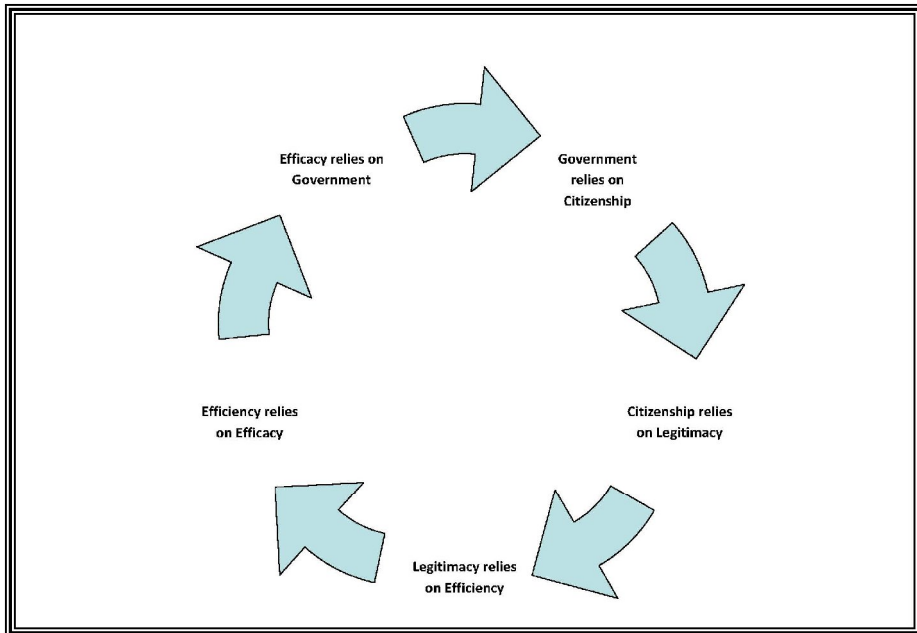 Efficacy relies on
Government
Government
relies on
Citizenship
Citizenship relies
on Legitimacy
Legitimacy relies
on Efficiency
Efficiency relies
on Efficacy